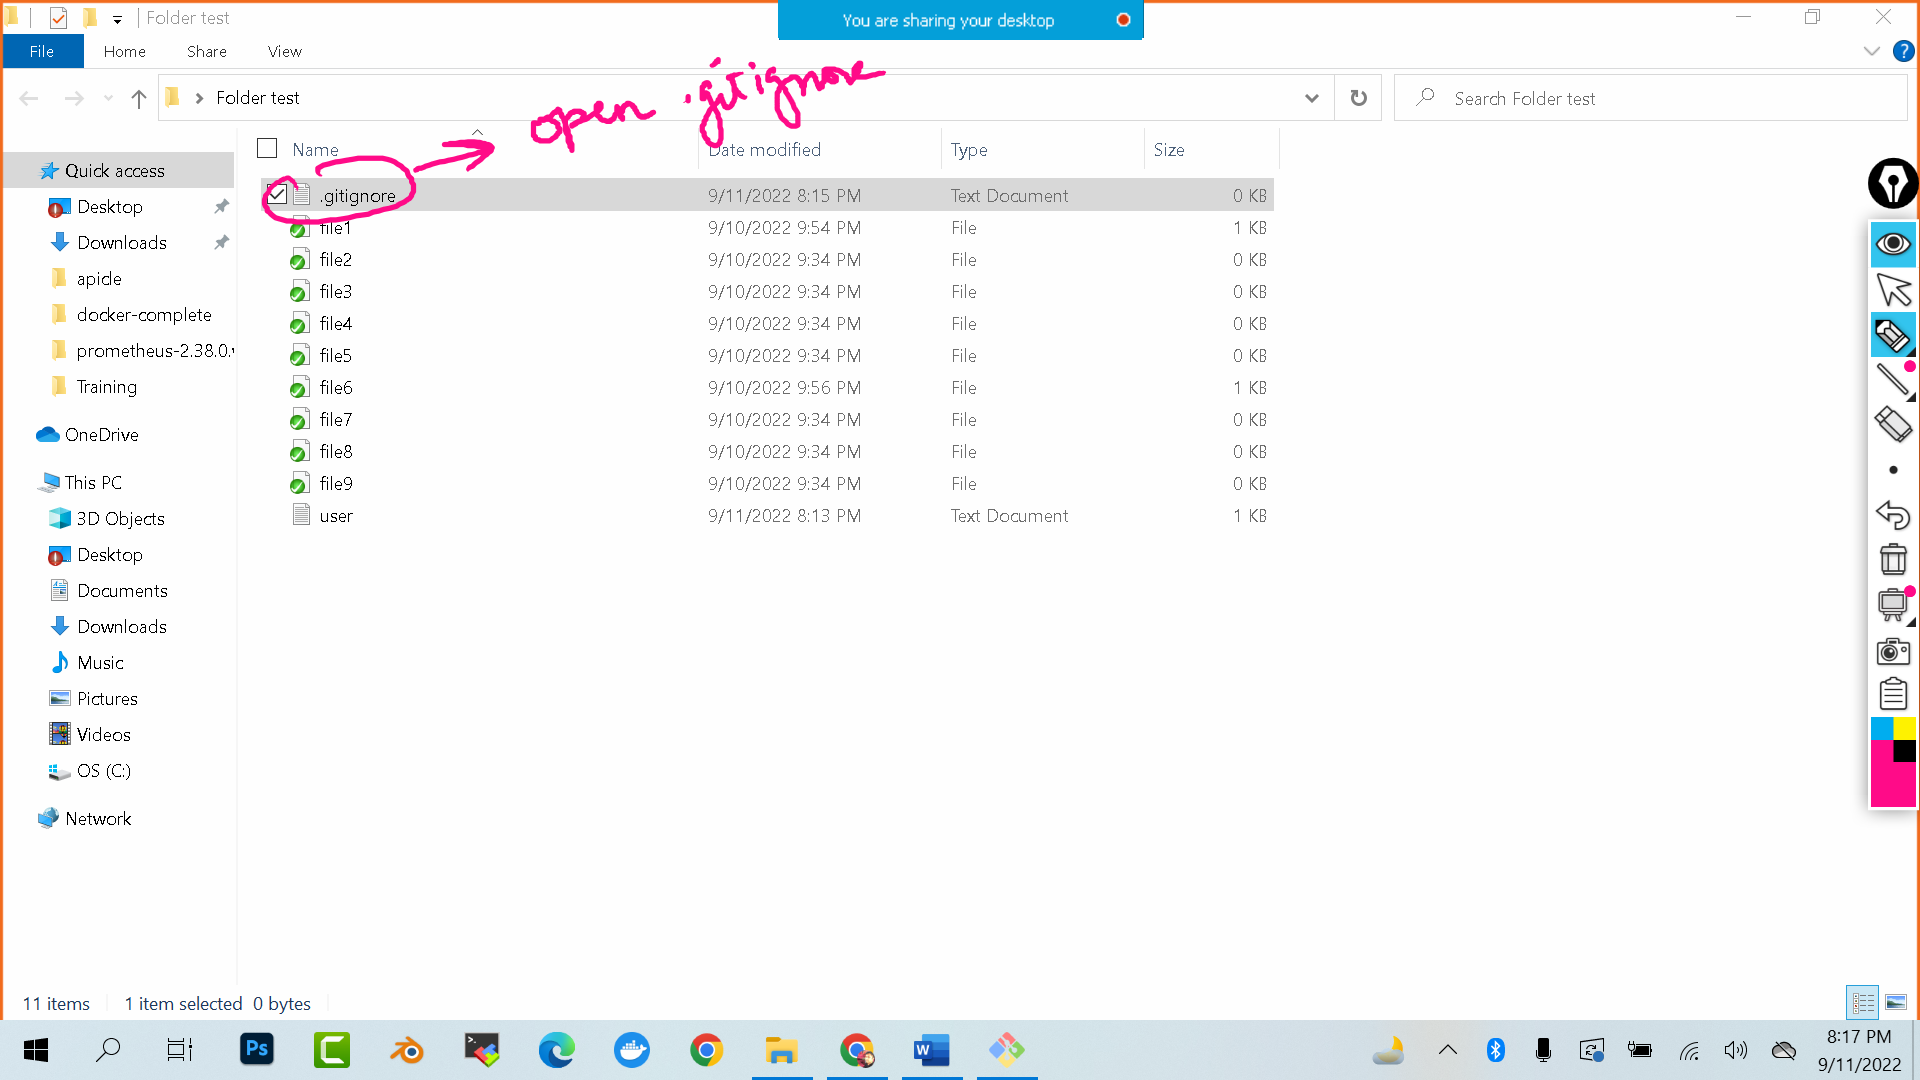 Folder test
You are sharing your desktop
File Home Share View
?
Folder test
Search Folder test
open .gitignore
Name Date modified Type Size
.gitignore 9/11/2022 8:15 PM Text Document 0 KB
file1 9/10/2022 9:54 PM File 1 KB
file2 9/10/2022 9:34 PM File 0 KB
file3 9/10/2022 9:34 PM File 0 KB
file4 9/10/2022 9:34 PM File 0 KB
file5 9/10/2022 9:34 PM File 0 KB
file6 9/10/2022 9:56 PM File 1 KB
file7 9/10/2022 9:34 PM File 0 KB
file8 9/10/2022 9:34 PM File 0 KB
file9 9/10/2022 9:34 PM File 0 KB
user 9/11/2022 8:13 PM Text Document 1 KB
Quick access
Desktop
Downloads
apicle
docker-complete
prometheus-2.38.0.
Training
OneDrive
This PC
3D Objects
Desktop
Documents
Downloads
Music
Pictures
Videos
OS (C:)
Network
11 items 1 item selected 0 bytes
Ps
W
8:17 PM
9/11/2022